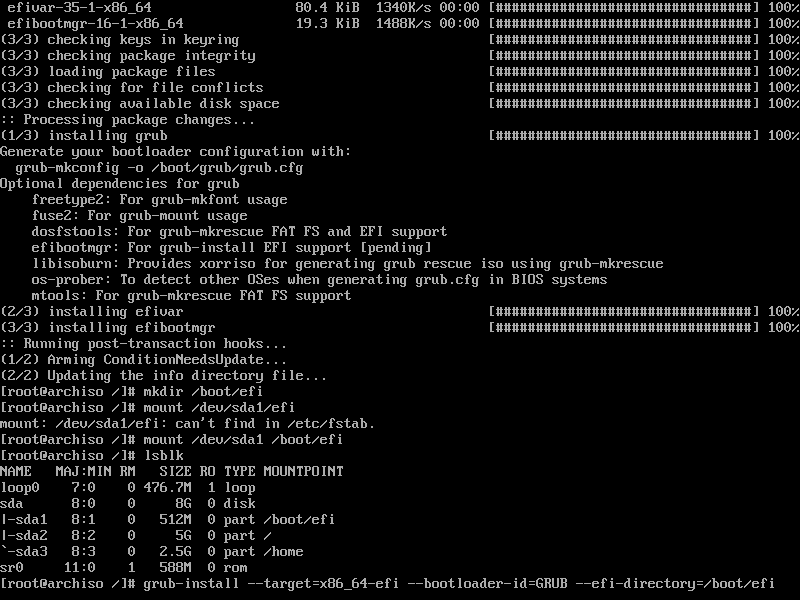 efivar-35-1-x86_64 80.4 KiB 1340K/s 00:00 [################################] 100%
efibootmgr-16-1-x86_64 19.3 KiB 1488K/s 00:00 [################################] 100%
(3/3) checking keys in keyring [################################] 100%
(3/3) checking package integrity [################################] 100%
(3/3) loading package files [################################] 100%
(3/3) checking for file conflicts [################################] 100%
(3/3) checking available disk space [################################] 100%
:: Processing package changes...
(1/3) installing grub [################################] 100%
Generate your bootloader configuration with:
  grub-mkconfig -o /boot/grub/grub.cfg
Optional dependencies for grub
    freetype2: For grub-mkfont usage
    fuse2: For grub-mount usage
    dosfstools: For grub-mkrescue FAT FS and EFI support
    efibootmgr: For grub-install EFI support [pending]
    libisoburn: Provides xorriso for generating grub rescue iso using grub-mkrescue
    os-prober: To detect other OSes when generating grub.cfg in BIOS systems
    mtools: For grub-mkrescue FAT FS support
(2/3) installing efivar [################################] 100%
(3/3) installing efibootmgr [################################] 100%
:: Running post-transaction hooks...
(1/2) Arming ConditionNeedsUpdate...
(2/2) Updating the info directory file...
[root@archiso /]# mkdir /boot/efi
[root@archiso /]# mount /dev/sda1/efi
mount: /dev/sda1/efi: can't find in /etc/fstab.
[root@archiso /]# mount /dev/sda1 /boot/efi
[root@archiso /]# lsblk
NAME   MAJ:MIN RM   SIZE RO TYPE MOUNTPOINT
loop0    7:0    0 476.7M  1 loop
sda      8:0    0     8G  0 disk
|-sda1   8:1    0   512M  0 part /boot/efi
|-sda2   8:2    0     5G  0 part /
`-sda3   8:3    0   2.5G  0 part /home
sr0     11:0    1   588M  0 rom
[root@archiso /]# grub-install --target=x86_64-efi --bootloader-id=GRUB --efi-directory=/boot/efi